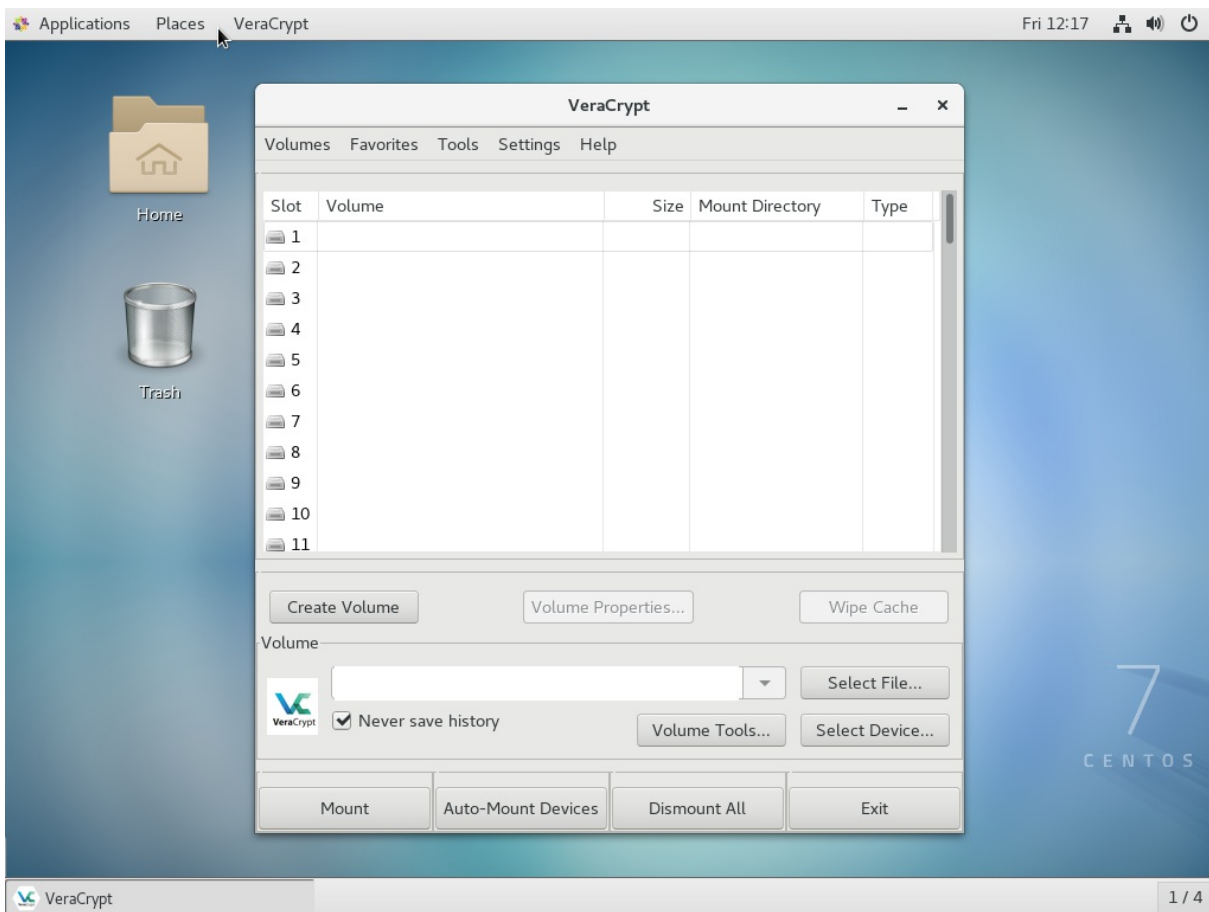 Applications Places VeraCrypt Fri 12:17
Home
Trash
VeraCrypt
Volumes Favorites Tools Settings Help
Slot Volume Size Mount Directory Type
1
2
3
4
5
6
7
8
9
10
11
Create Volume Volume Properties... Wipe Cache
Volume
VeraCrypt
Select File...
Never save history
Volume Tools... Select Device...
Mount Auto-Mount Devices Dismount All Exit
7
CENTOS
VeraCrypt 1 / 4